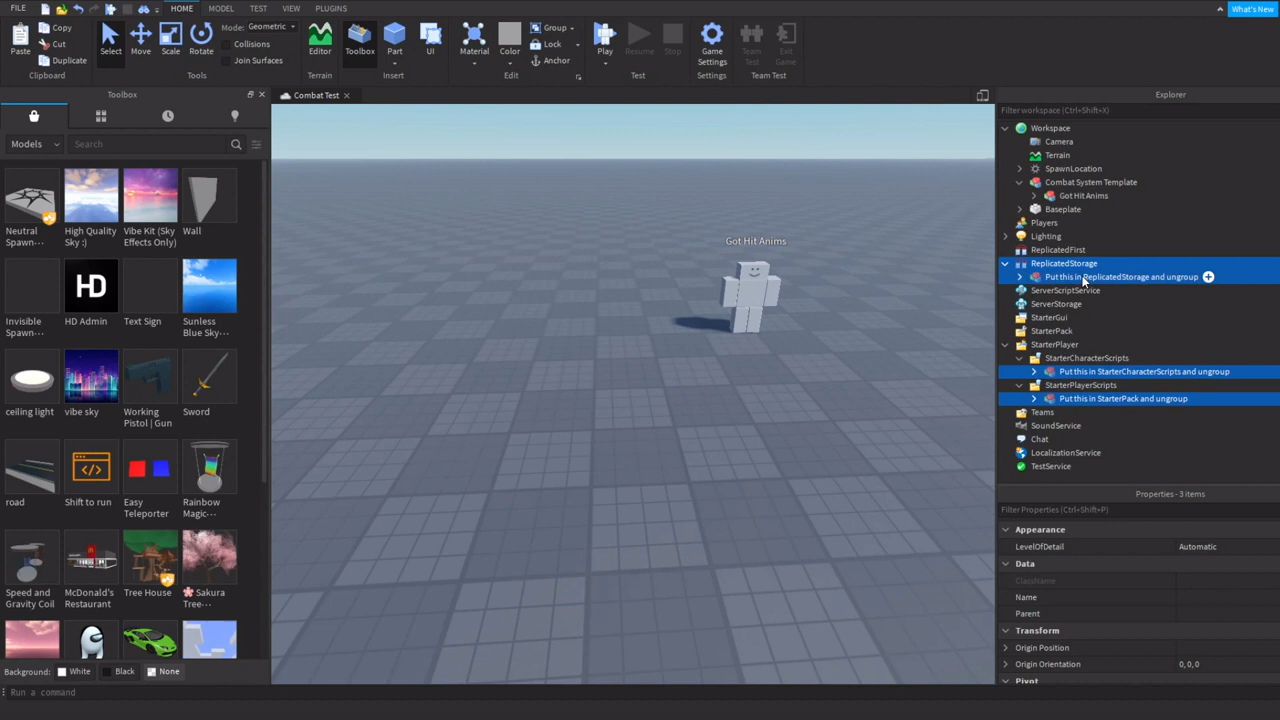 FILE HOME MODEL TEST VIEW PLUGINS What's New
Paste Copy Cut Duplicate Clipboard
Select Move Scale Rotate Mode: Geometric Collisions Join Surfaces Tools
Editor Terrain
Toolbox Part UI Insert
Material Color Group Lock Anchor Edit
Play Resume Stop Test
Game Settings Settings
Team Test Exit Game Team Test
Toolbox
Models Search
Neutral Spawn... High Quality Sky :) Vibe Kit (Sky Effects Only) Wall
Invisible Spawn... HD HD Admin Text Sign Sunless Blue Sky...
ceiling light vibe sky Working Pistol | Gun Sword
road Shift to run Easy Teleporter Rainbow Magic...
Speed and Gravity Coil McDonald's Restaurant Tree House 🌸 Sakura Tree...
Background: White Black None
Run a command
Combat Test
Got Hit Anims
Explorer
Filter workspace (Ctrl+Shift+X)
Workspace
Camera
Terrain
SpawnLocation
Combat System Template
Got Hit Anims
Baseplate
Players
Lighting
ReplicatedFirst
ReplicatedStorage
Put this in ReplicatedStorage and ungroup
ServerScriptService
ServerStorage
StarterGui
StarterPack
StarterPlayer
StarterCharacterScripts
Put this in StarterCharacterScripts and ungroup
StarterPlayerScripts
Put this in StarterPack and ungroup
Teams
SoundService
Chat
LocalizationService
TestService
Properties - 3 items
Filter Properties (Ctrl+Shift+P)
Appearance
LevelOfDetail Automatic
Data
ClassName
Name
Parent
Transform
Origin Position
Origin Orientation 0,0,0
Pivot